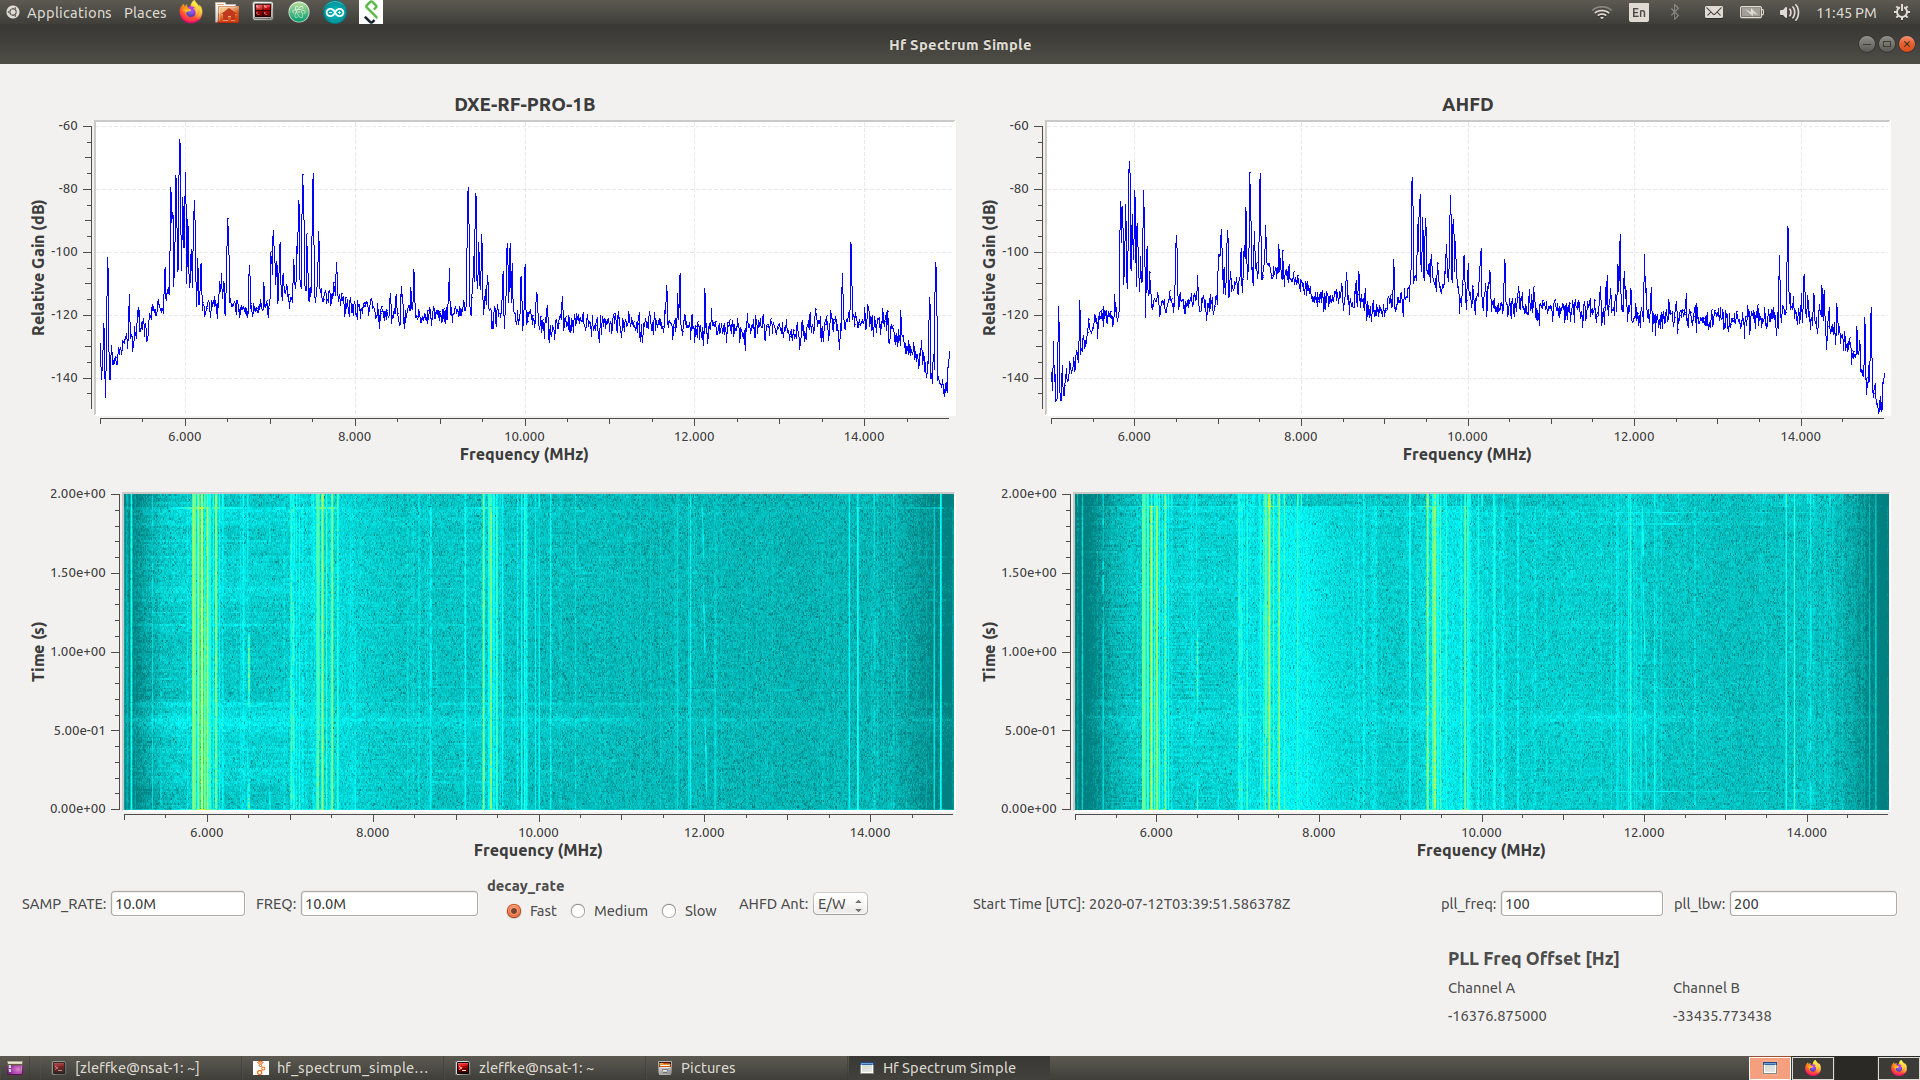 Applications Places En 11:45 PM
Hf Spectrum Simple
DXE-RF-PRO-1B
-60
-80
-100
-120
-140
Relative Gain (dB)
6.000 8.000 10.000 12.000 14.000
Frequency (MHz)
AHFD
-60
-80
-100
-120
-140
Relative Gain (dB)
6.000 8.000 10.000 12.000 14.000
Frequency (MHz)
2.00e+00
1.50e+00
1.00e+00
5.00e-01
0.00e+00
Time (s)
6.000 8.000 10.000 12.000 14.000
Frequency (MHz)
2.00e+00
1.50e+00
1.00e+00
5.00e-01
0.00e+00
Time (s)
6.000 8.000 10.000 12.000 14.000
Frequency (MHz)
decay_rate
SAMP_RATE: 10.0M FREQ: 10.0M Fast Medium Slow AHFD Ant: E/W Start Time [UTC]: 2020-07-12T03:39:51.586378Z pll_freq: 100 pll_lbw: 200
PLL Freq Offset [Hz]
Channel A Channel B
-16376.875000 -33435.773438
[zleffke@nsat-1: ~] hf_spectrum_simple... zleffke@nsat-1: ~ Pictures Hf Spectrum Simple